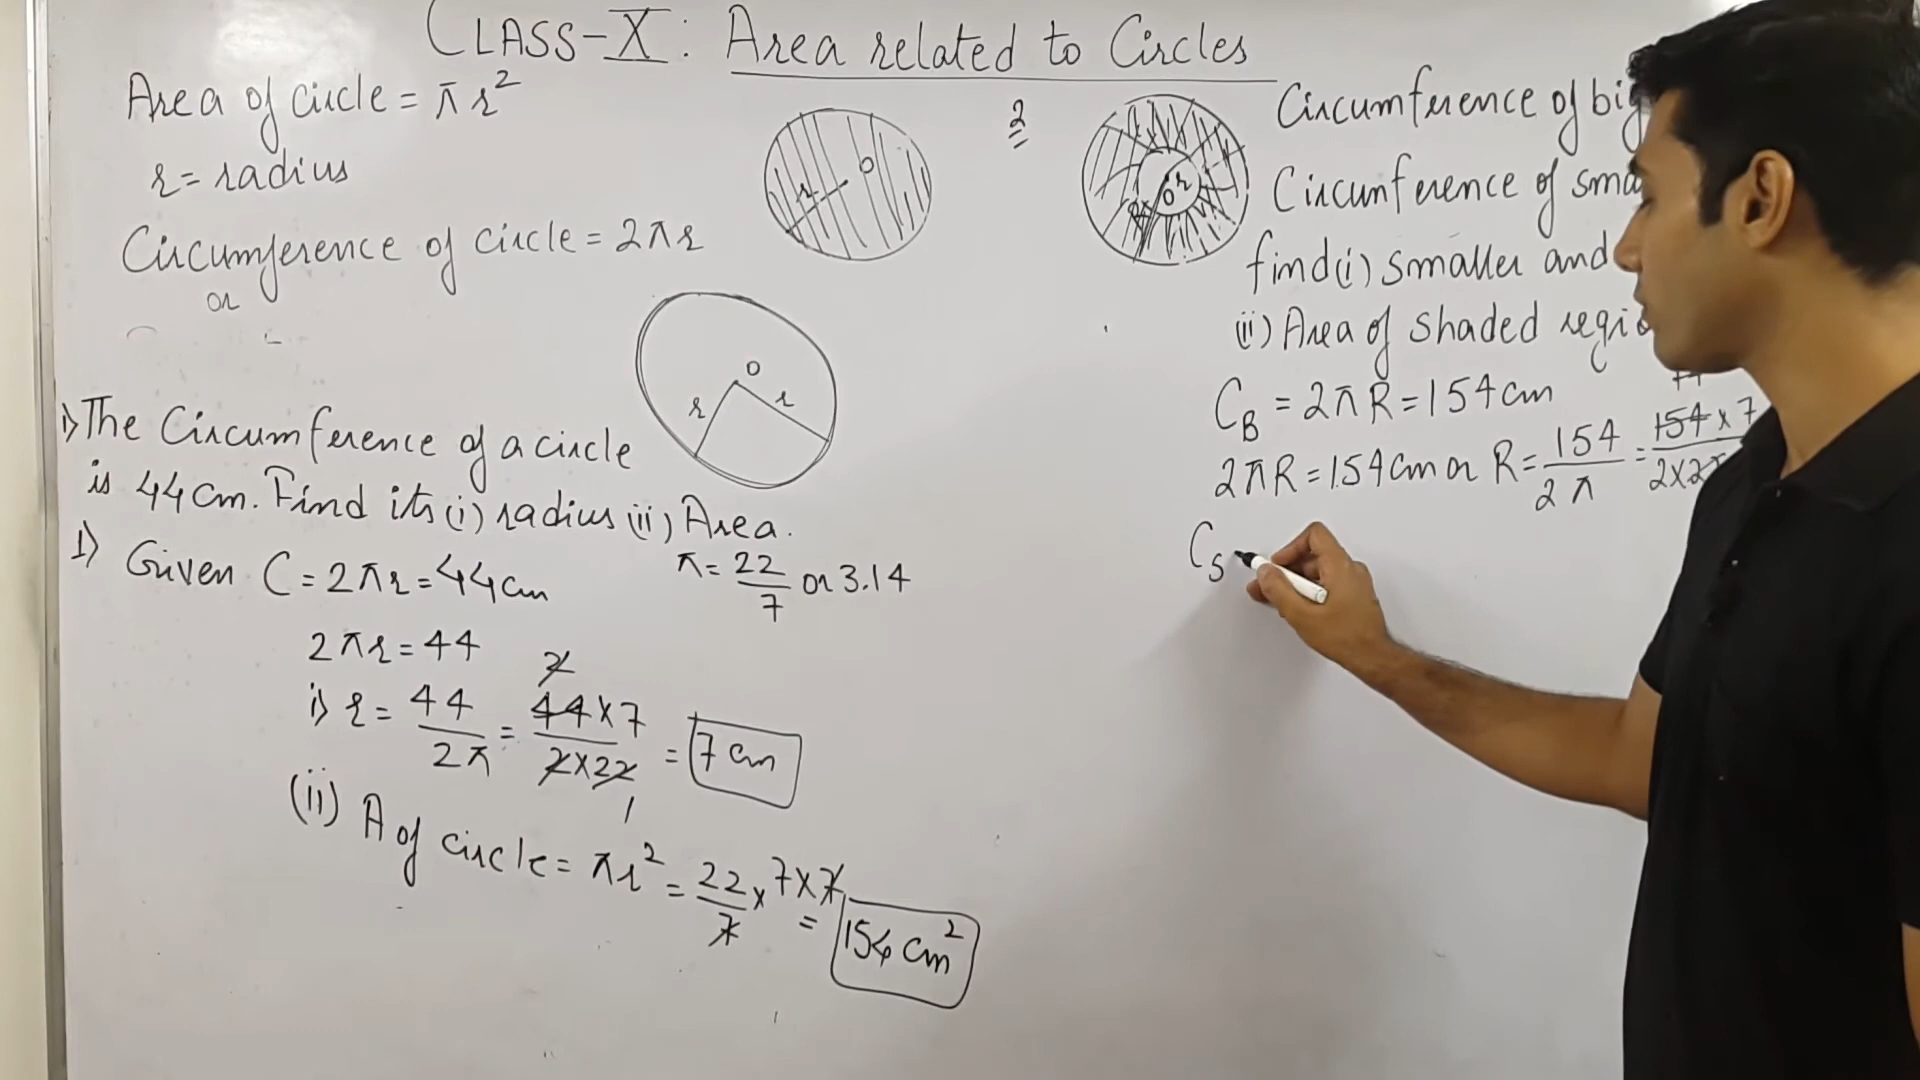 CLASS-X: Area related to Circles
Area of circle = πr²
r = radius
Circumference of circle = 2πr
or
r O
O r r
1) The Circumference of a circle
is 44 cm. Find its (i) radius (ii) Area.
1) Given C = 2πr = 44 cm
π = 22/7 or 3.14
2πr = 44
i) r = 44/2π = 44×7/2×22 = 7 cm
2
1
(ii) A of circle = πr² = 22/7 × 7×7 = 154 cm²
2
R O r
Circumference of big
Circumference of sma
find (i) smaller and
(ii) Area of shaded regio
C_B = 2πR = 154 cm
2πR = 154 cm or R = 154/2π = 154×7/2×22
C_S